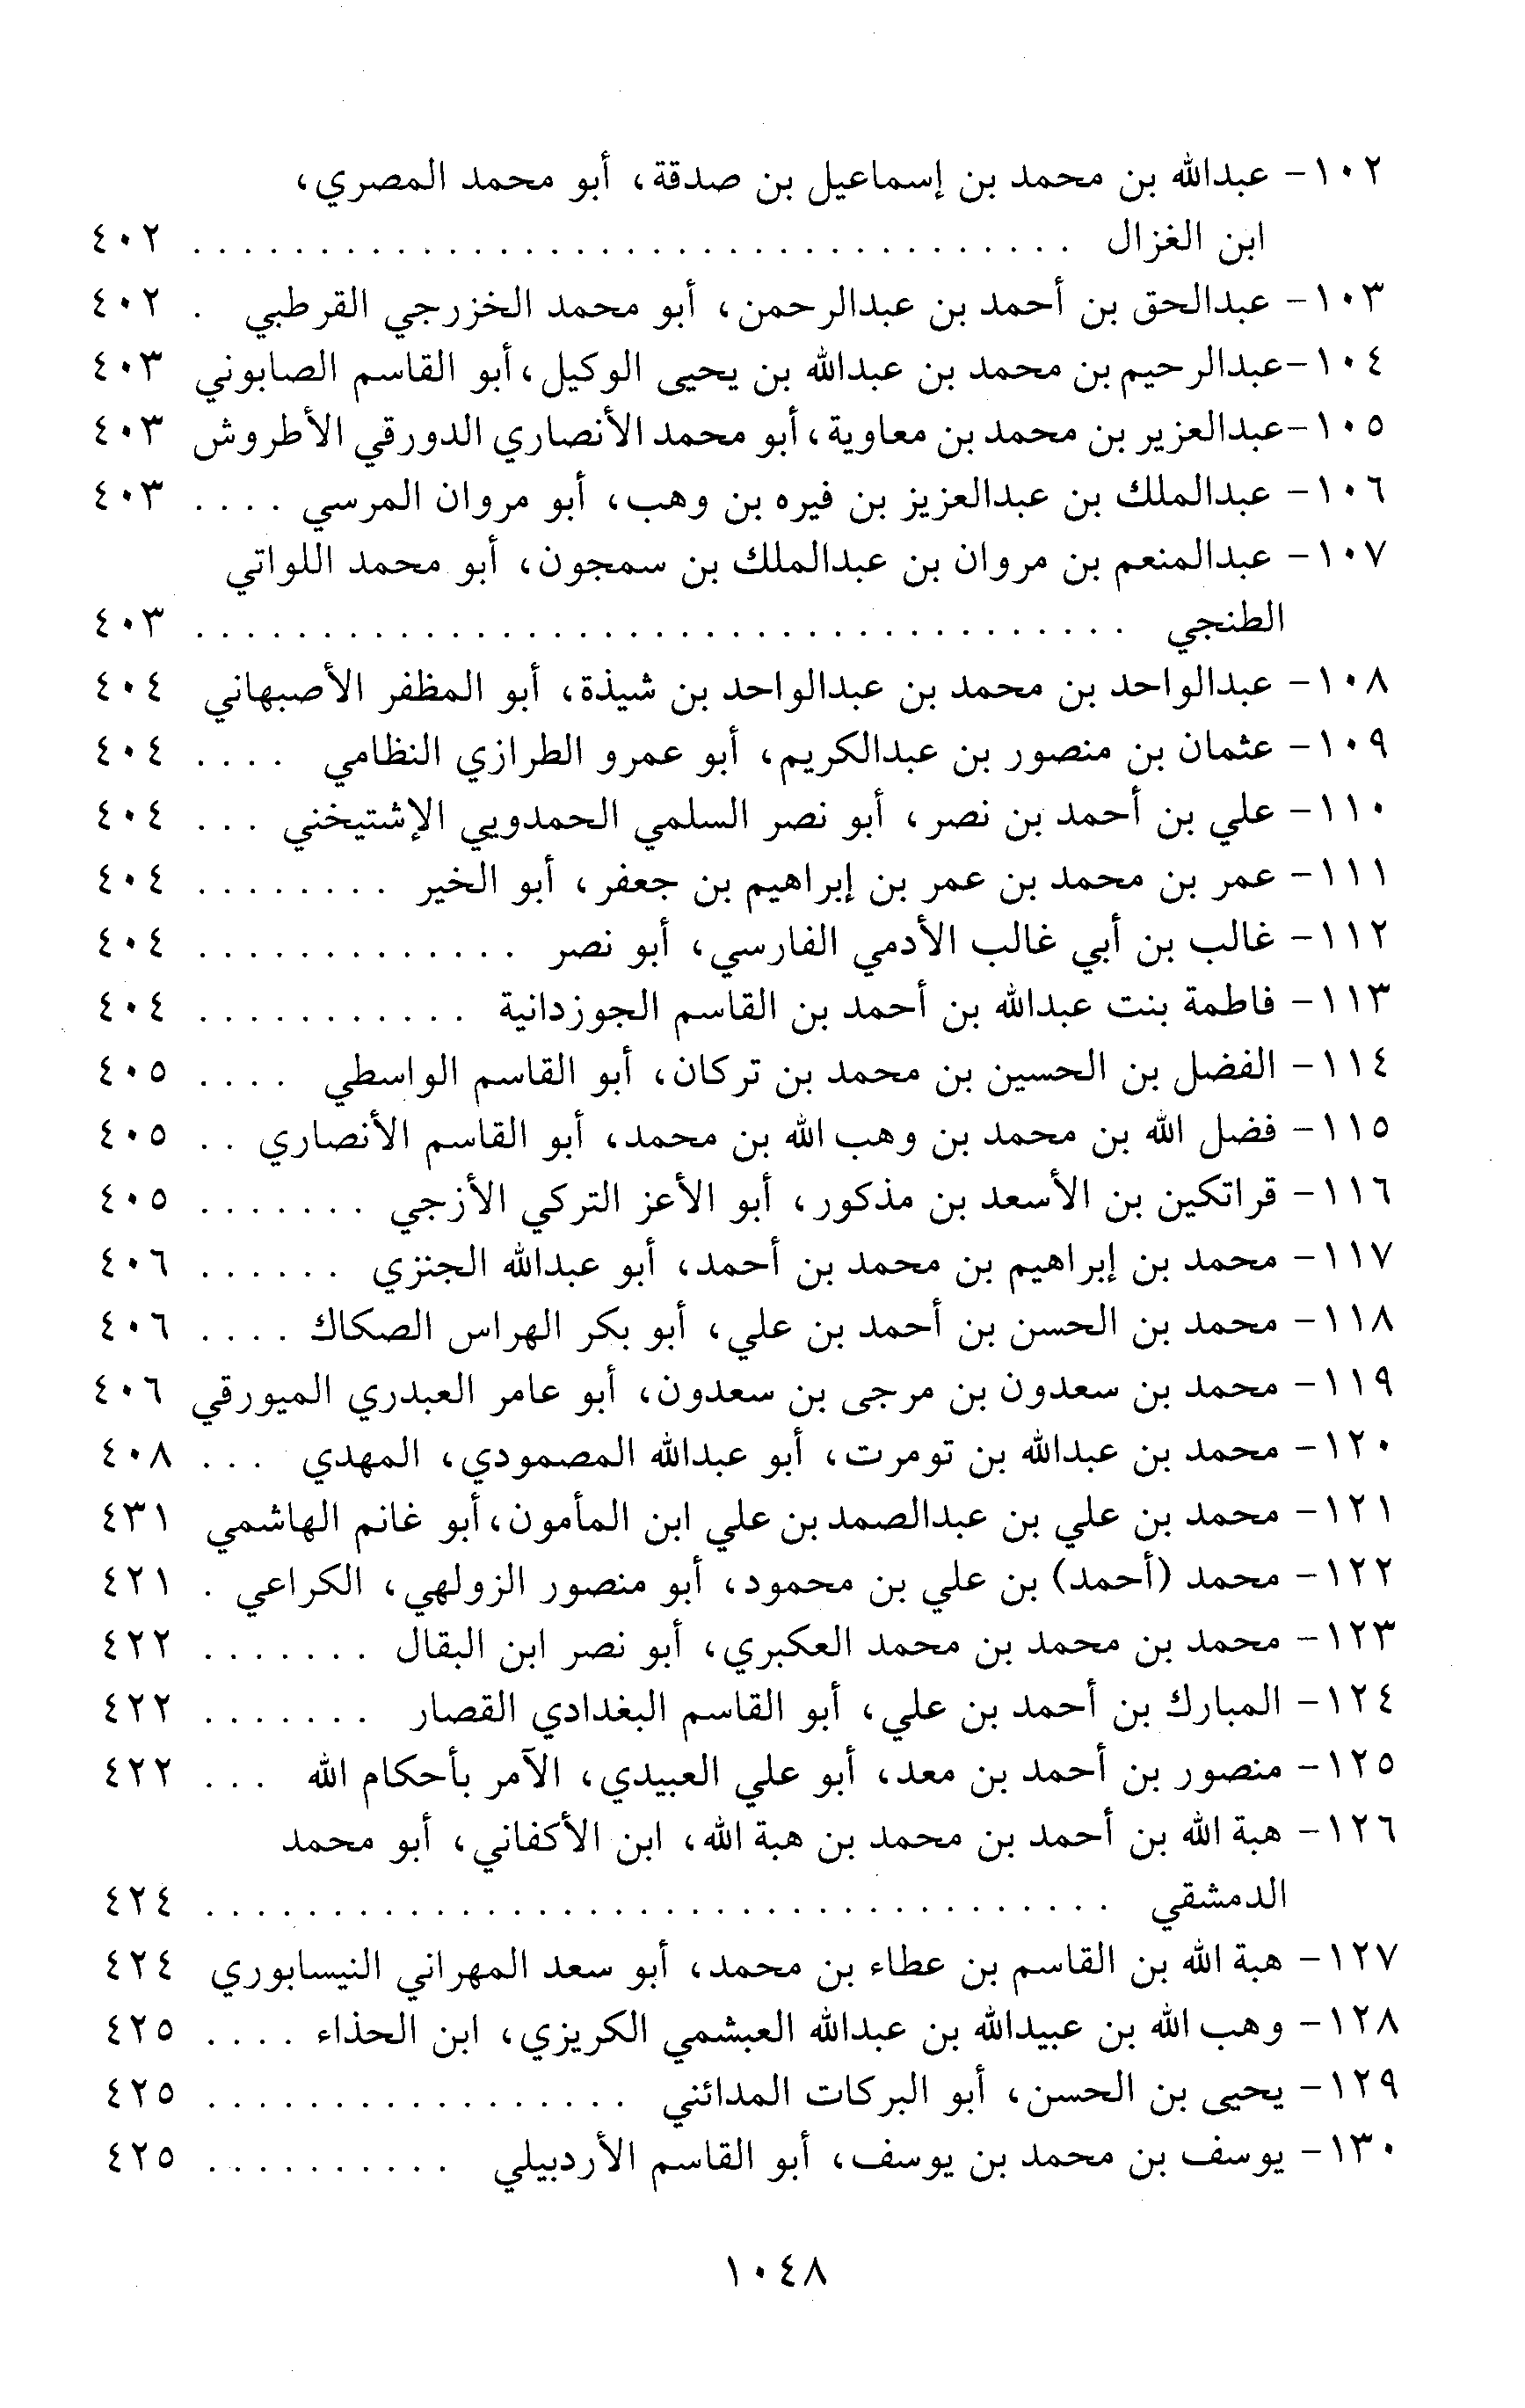 ١٠٢- عبدالله بن محمد بن إسماعيل بن صدقة، أبو محمد المصري،
ابن الغزال . . . . . . . . . . . . . . . . . . . . . . . . . . . . . . . . . . . ٤٠٢
١٠٣- عبدالحق بن أحمد بن عبدالرحمن، أبو محمد الخزرجي القرطبي . ٤٠٢
١٠٤-عبدالرحيم بن محمد بن عبدالله بن يحيى الوكيل، أبو القاسم الصابوني ٤٠٣
١٠٥-عبدالعزيز بن محمد بن معاوية، أبو محمد الأنصاري الدورقي الأطروش ٤٠٣
١٠٦- عبدالملك بن عبدالعزيز بن فيره بن وهب، أبو مروان المرسي . . . . ٤٠٣
١٠٧- عبدالمنعم بن مروان بن عبدالملك بن سمجون، أبو محمد اللواتي
الطنجي . . . . . . . . . . . . . . . . . . . . . . . . . . . . . . . . . . . . . ٤٠٣
١٠٨- عبدالواحد بن محمد بن عبدالواحد بن شيذة، أبو المظفر الأصبهاني ٤٠٤
١٠٩- عثمان بن منصور بن عبدالكريم، أبو عمرو الطرازي النظامي . . . . ٤٠٤
١١٠- علي بن أحمد بن نصر، أبو نصر السلمي الحمدويي الإشتيخني . . . ٤٠٤
١١١- عمر بن محمد بن عمر بن إبراهيم بن جعفر، أبو الخير . . . . . . . . ٤٠٤
١١٢- غالب بن أبي غالب الأدمي الفارسي، أبو نصر . . . . . . . . . . . . . ٤٠٤
١١٣- فاطمة بنت عبدالله بن أحمد بن القاسم الجوزدانية . . . . . . . . . . . ٤٠٤
١١٤- الفضل بن الحسين بن محمد بن تركان، أبو القاسم الواسطي . . . . ٤٠٥
١١٥- فضل الله بن محمد بن وهب الله بن محمد، أبو القاسم الأنصاري . . ٤٠٥
١١٦- قراتكين بن الأسعد بن مذكور، أبو الأعز التركي الأزجي . . . . . . . ٤٠٥
١١٧- محمد بن إبراهيم بن محمد بن أحمد، أبو عبدالله الجنزي . . . . . . ٤٠٦
١١٨- محمد بن الحسن بن أحمد بن علي، أبو بكر الهراس الصكاك . . . . ٤٠٦
١١٩- محمد بن سعدون بن مرجى بن سعدون، أبو عامر العبدري الميورقي ٤٠٦
١٢٠- محمد بن عبدالله بن تومرت، أبو عبدالله المصمودي، المهدي . . . ٤٠٨
١٢١- محمد بن علي بن عبدالصمد بن علي ابن المأمون، أبو غانم الهاشمي ٤٣١
١٢٢- محمد (أحمد) بن علي بن محمود، أبو منصور الزولهي، الكراعي . ٤٢١
١٢٣- محمد بن محمد بن محمد العكبري، أبو نصر ابن البقال . . . . . . . ٤٢٢
١٢٤- المبارك بن أحمد بن علي، أبو القاسم البغدادي القصار . . . . . . . ٤٢٢
١٢٥- منصور بن أحمد بن معد، أبو علي العبيدي، الآمر بأحكام الله . . . ٤٢٢
١٢٦- هبة الله بن أحمد بن محمد بن هبة الله، ابن الأكفاني، أبو محمد
الدمشقي . . . . . . . . . . . . . . . . . . . . . . . . . . . . . . . . . . . . ٤٢٤
١٢٧- هبة الله بن القاسم بن عطاء بن محمد، أبو سعد المهراني النيسابوري ٤٢٤
١٢٨- وهب الله بن عبيدالله بن عبدالله العبشمي الكريزي، ابن الحذاء . . . . ٤٢٥
١٢٩- يحيى بن الحسن، أبو البركات المدائني . . . . . . . . . . . . . . . . . ٤٢٥
١٣٠- يوسف بن محمد بن يوسف، أبو القاسم الأردبيلي . . . . . . . . . . ٤٢٥
١٠٤٨